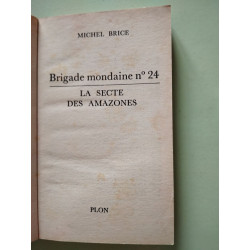 MICHEL BRICE
Brigade mondaine nº 24
LA SECTE
DES AMAZONES
PLON